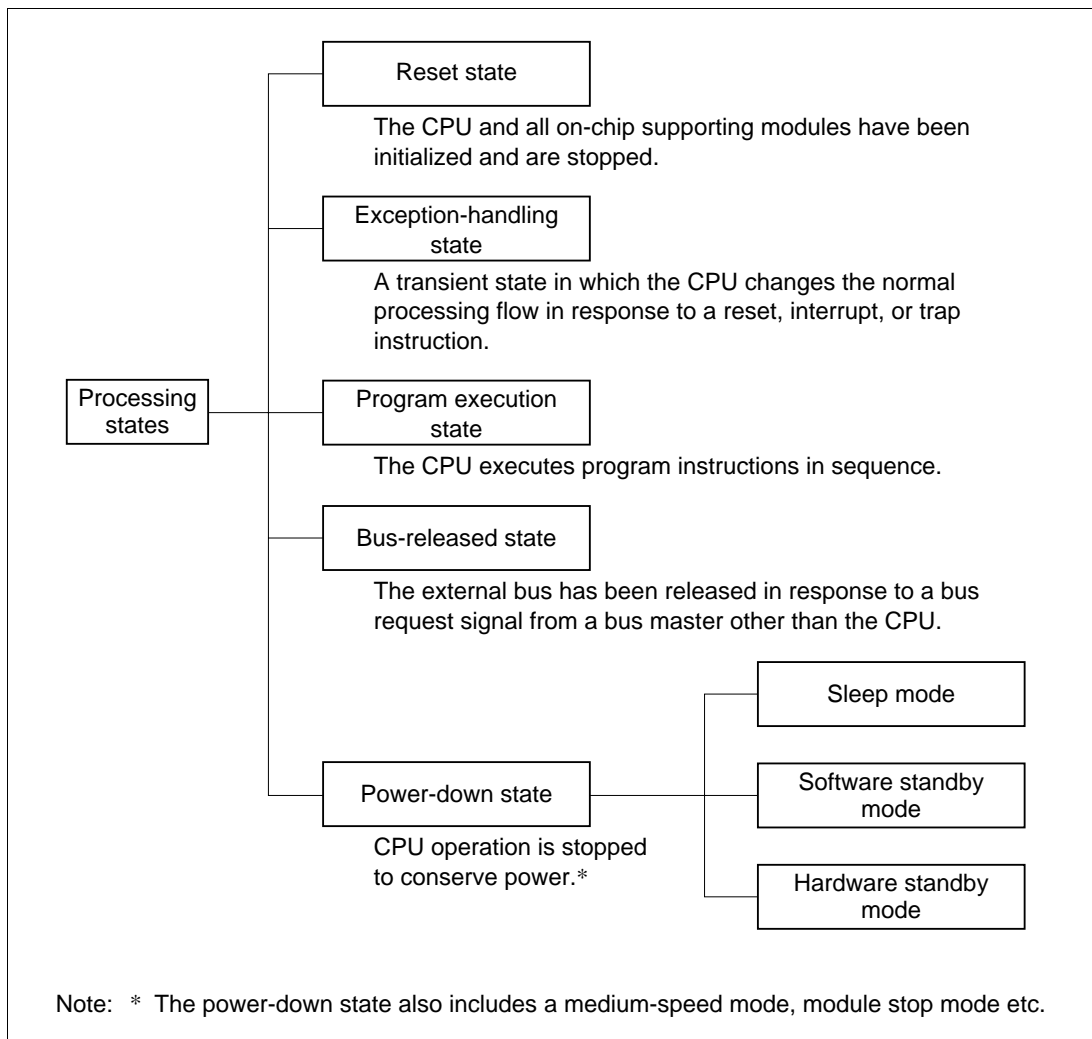 Reset state
The CPU and all on-chip supporting modules have been
initialized and are stopped.
Exception-handling
state
A transient state in which the CPU changes the normal
processing flow in response to a reset, interrupt, or trap
instruction.
Processing
states
Program execution
state
The CPU executes program instructions in sequence.
Bus-released state
The external bus has been released in response to a bus
request signal from a bus master other than the CPU.
Sleep mode
Power-down state
Software standby
mode
CPU operation is stopped
to conserve power.*
Hardware standby
mode
Note: * The power-down state also includes a medium-speed mode, module stop mode etc.